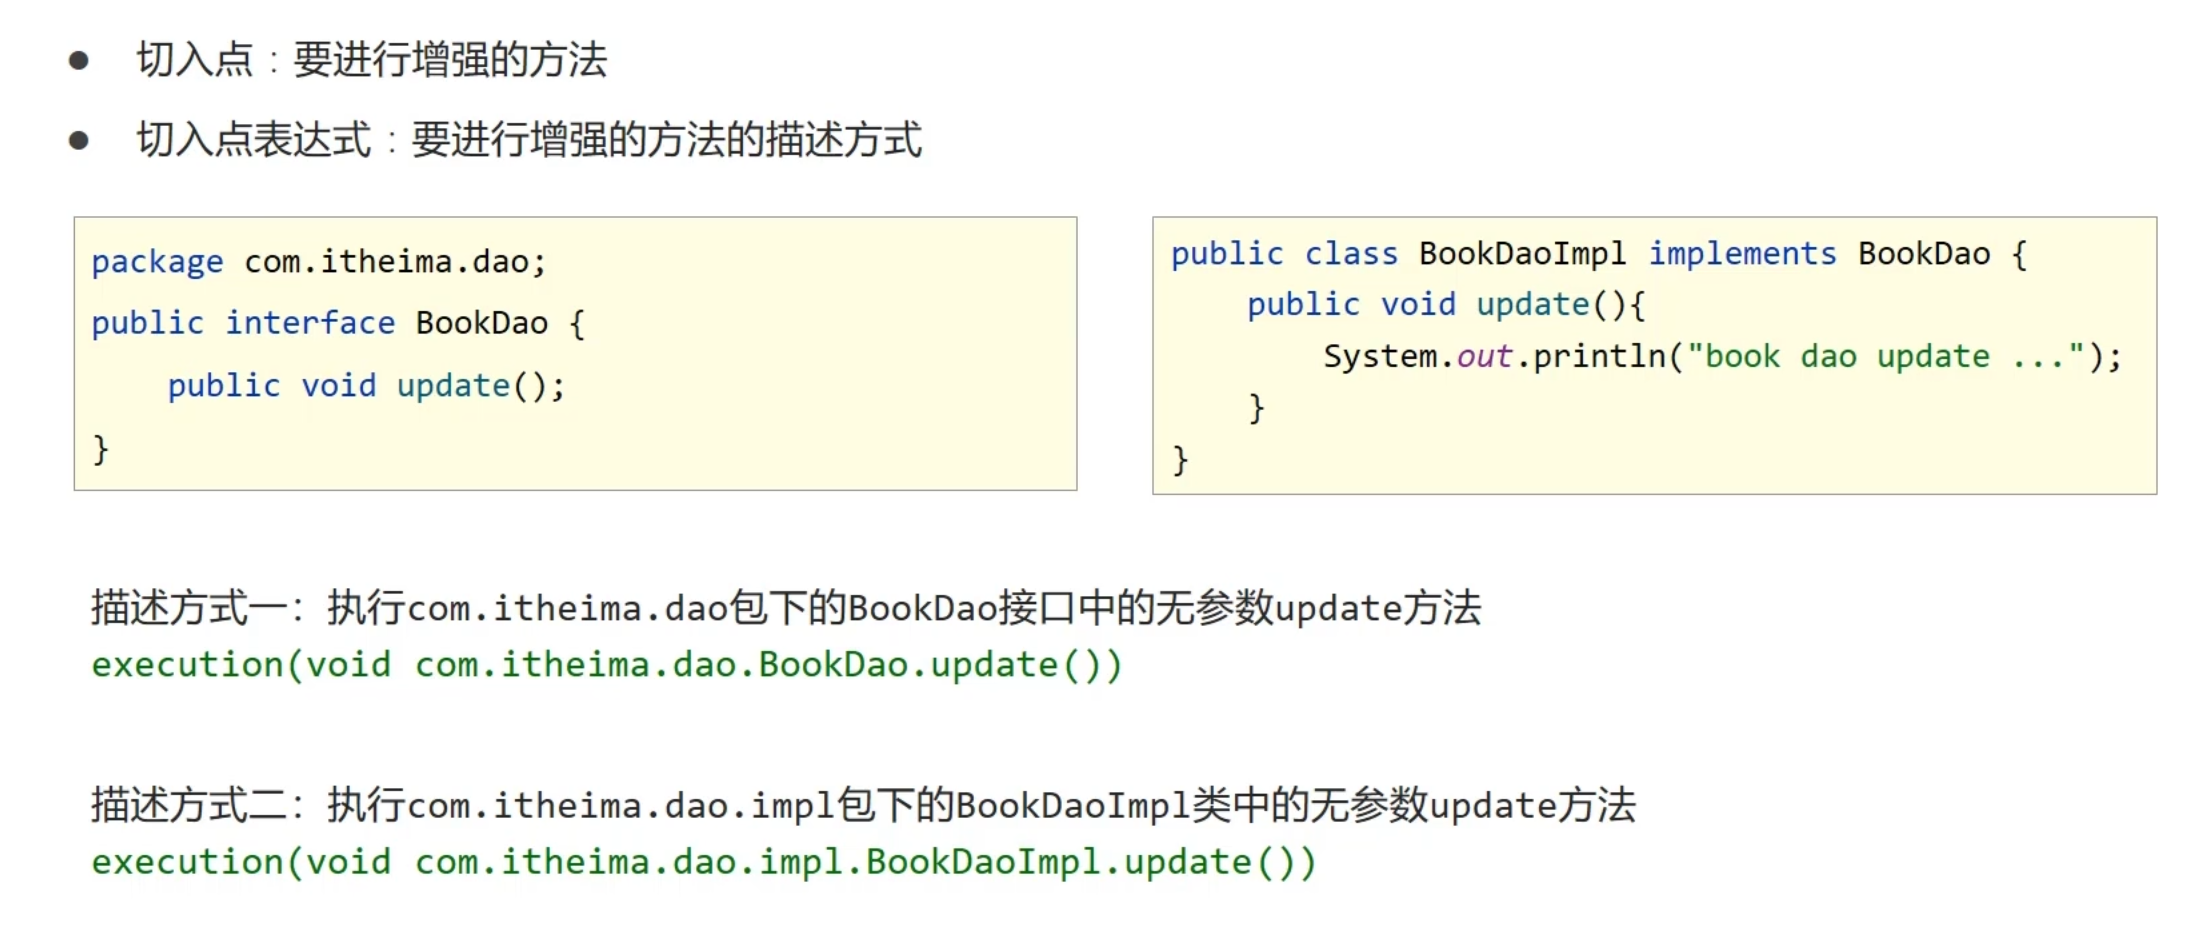 ● 切入点：要进行增强的方法
● 切入点表达式：要进行增强的方法的描述方式
package com.itheima.dao;
public interface BookDao {
    public void update();
}
public class BookDaoImpl implements BookDao {
    public void update(){
        System.out.println("book dao update ...");
    }
}
描述方式一：执行com.itheima.dao包下的BookDao接口中的无参数update方法
execution(void com.itheima.dao.BookDao.update())
描述方式二：执行com.itheima.dao.impl包下的BookDaoImpl类中的无参数update方法
execution(void com.itheima.dao.impl.BookDaoImpl.update())